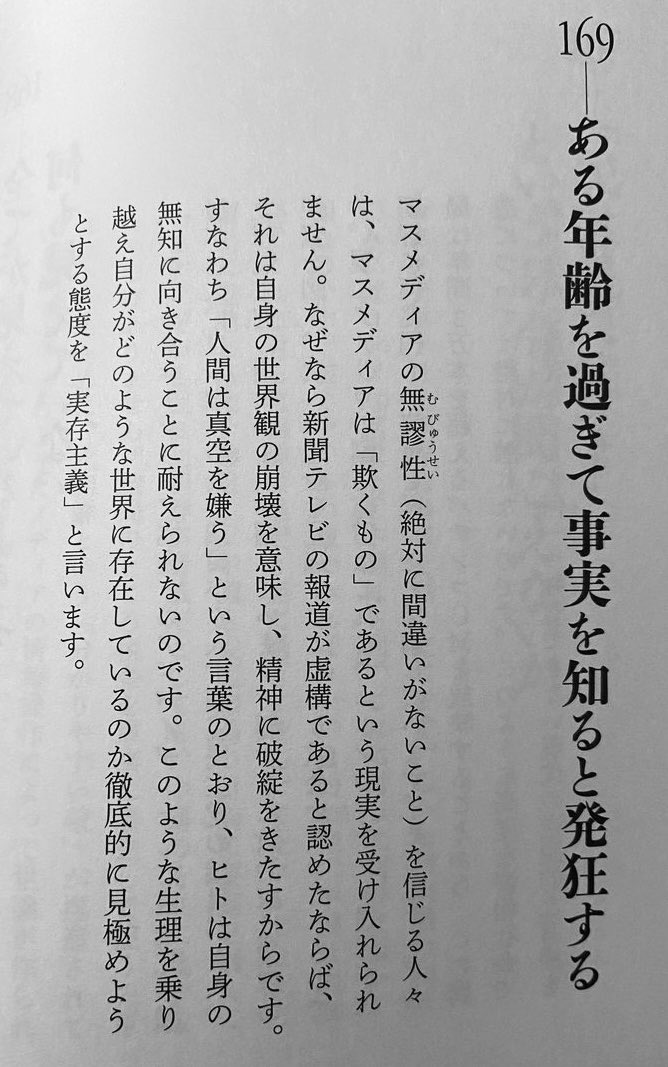 169―ある年齢を過ぎて事実を知ると発狂する
マスメディアの無謬性（絶対に間違いがないこと）を信じる人々
むびゅうせい
は、マスメディアは「欺くもの」であるという現実を受け入れられ
ません。なぜなら新聞テレビの報道が虚構であると認めたならば、
それは自身の世界観の崩壊を意味し、精神に破綻をきたすからです。
すなわち「人間は真空を嫌う」という言葉のとおり、ヒトは自身の
無知に向き合うことに耐えられないのです。このような生理を乗り
越え自分がどのような世界に存在しているのか徹底的に見極めよう
とする態度を「実存主義」と言います。